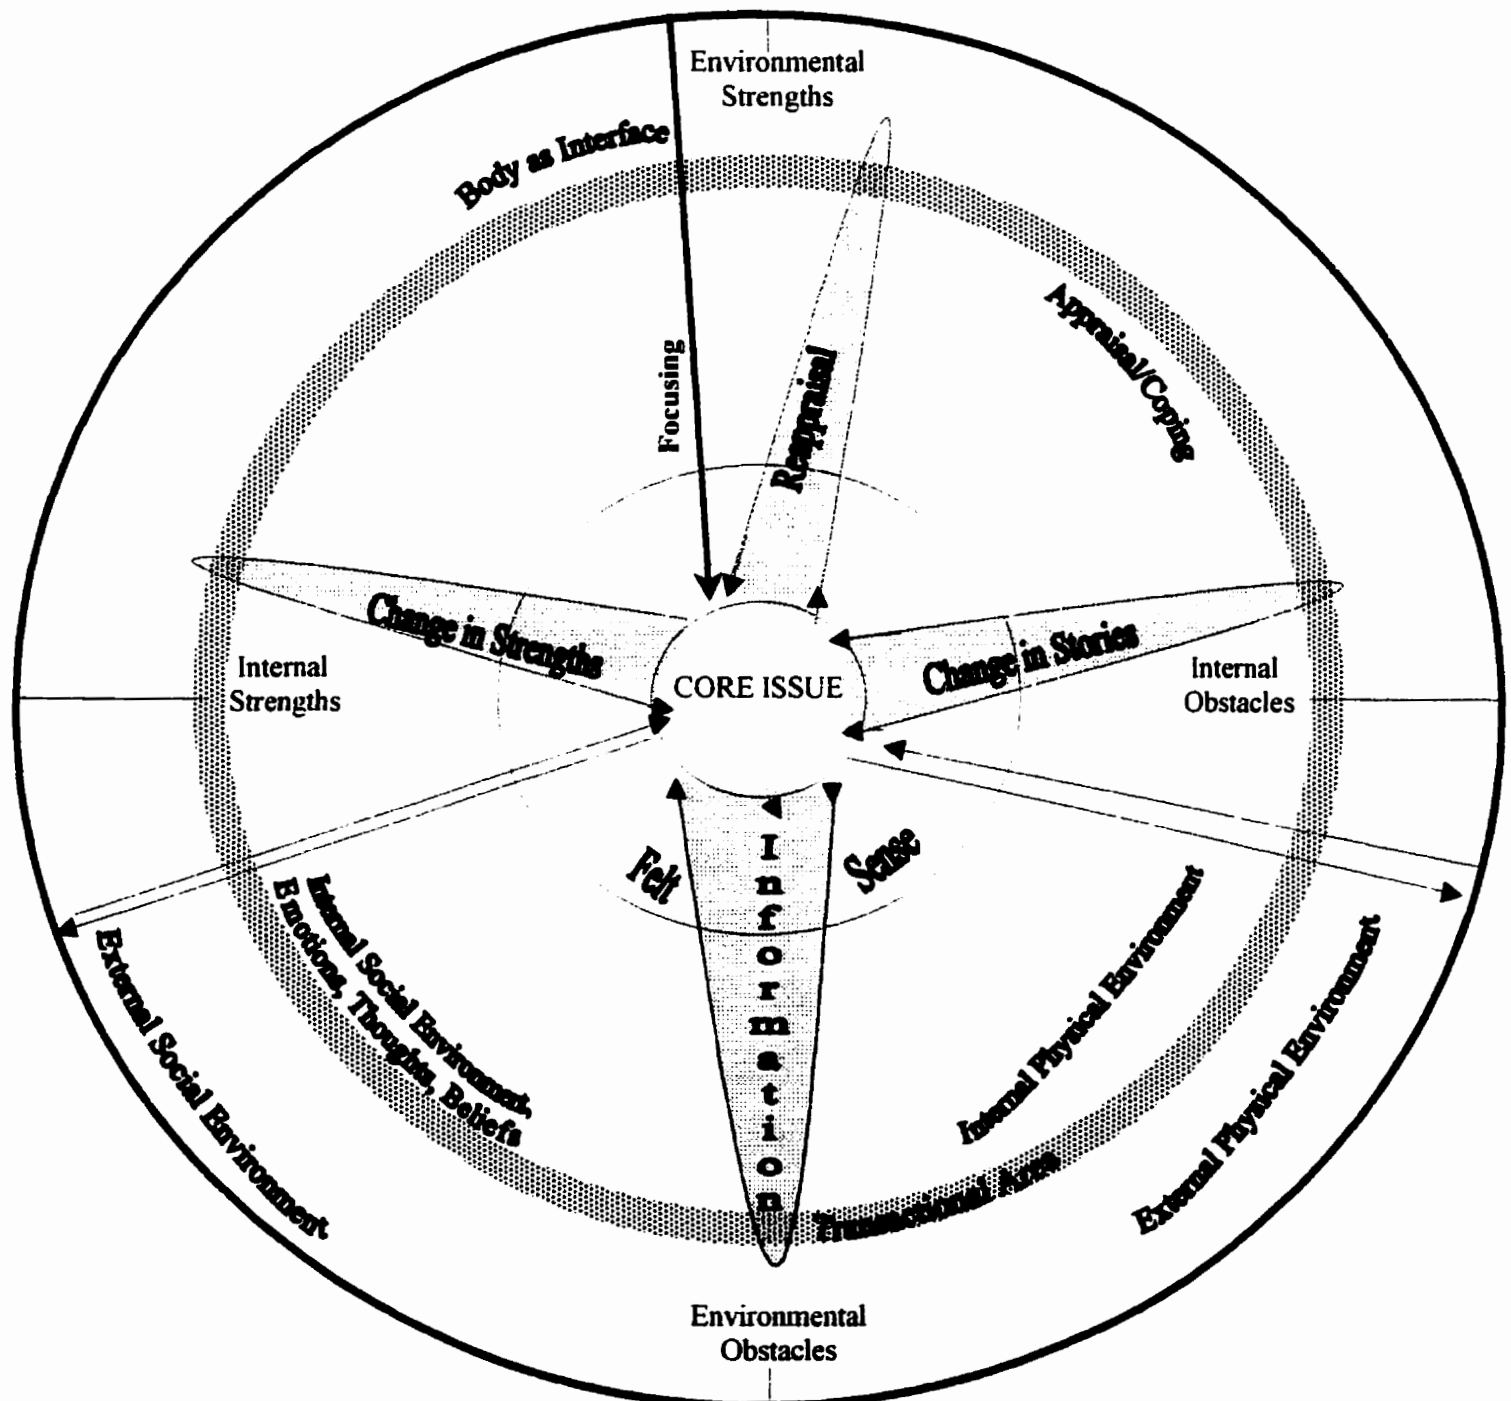 Environmental
Strengths
Body as Interface
Appraisal/Coping
Focusing
Reappraisal
Change in Strengths
Change in Stories
Internal
Strengths
CORE ISSUE
Internal
Obstacles
Felt
Sense
Information
Internal Social Environment,
Emotions, Thoughts, Beliefs
Internal Physical Environment
External Social Environment
External Physical Environment
Transactional Area
Environmental
Obstacles